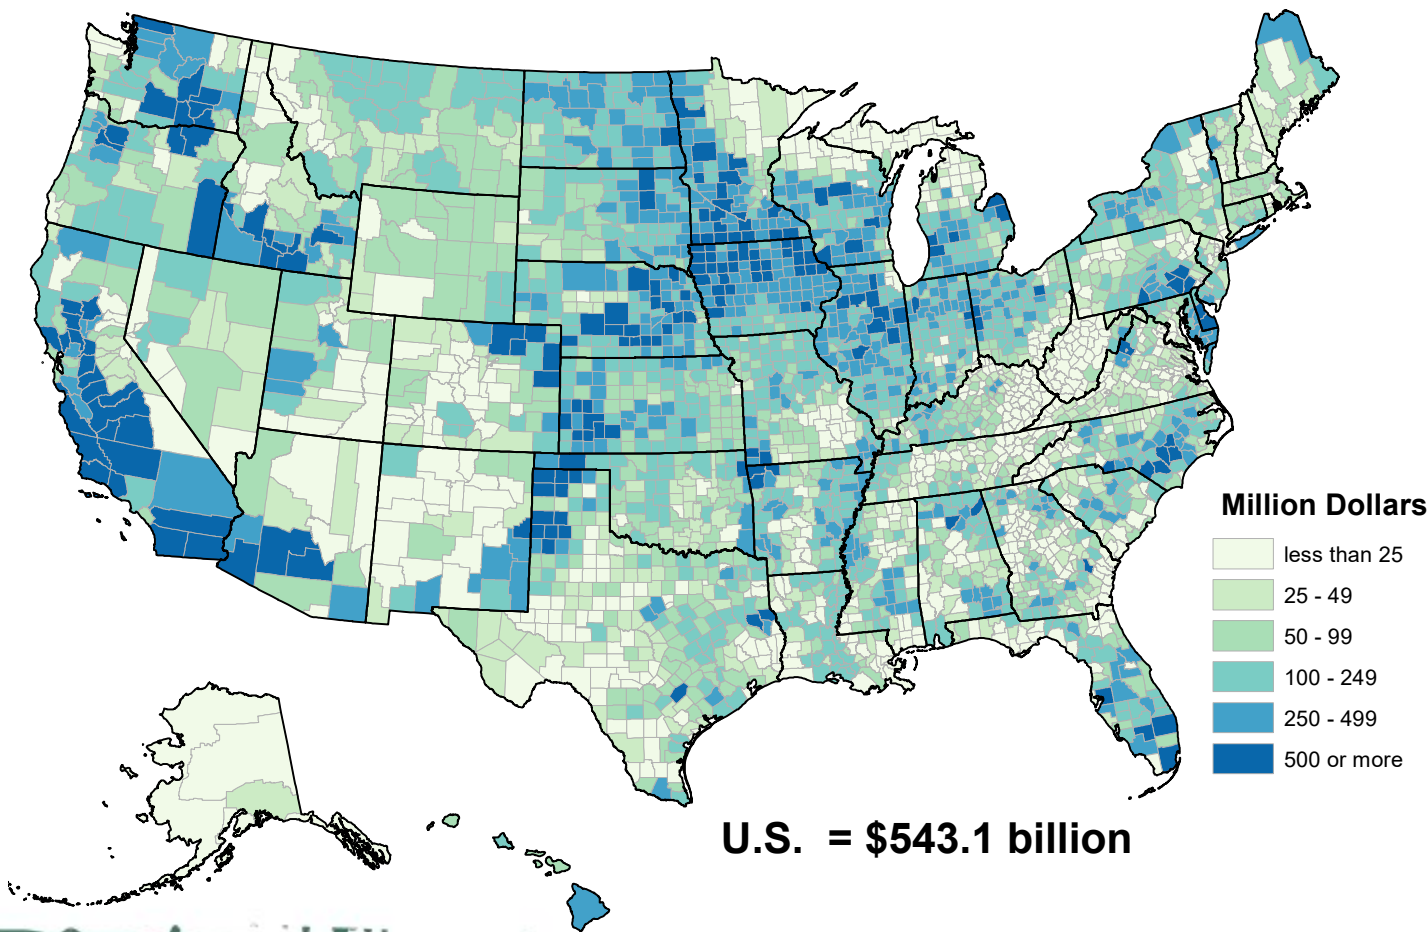 Million Dollars
less than 25
25 - 49
50 - 99
100 - 249
250 - 499
500 or more
U.S. = $543.1 billion